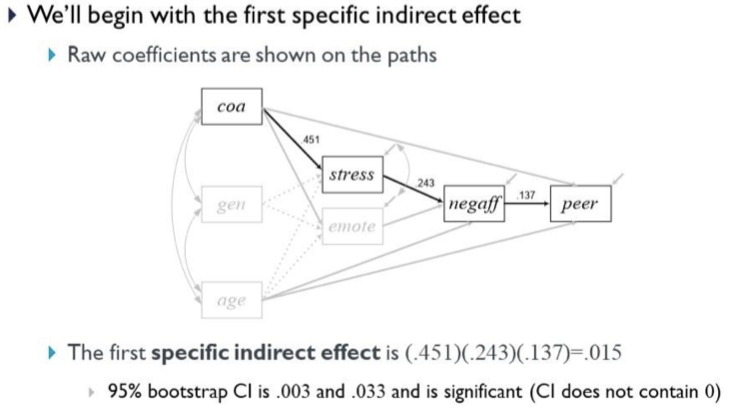 We'll begin with the first specific indirect effect
Raw coefficients are shown on the paths
coa
.451
stress
.243
gen
negaff
.137
peer
emote
age
The first specific indirect effect is (.451)(.243)(.137)=.015
95% bootstrap CI is .003 and .033 and is significant (CI does not contain 0)